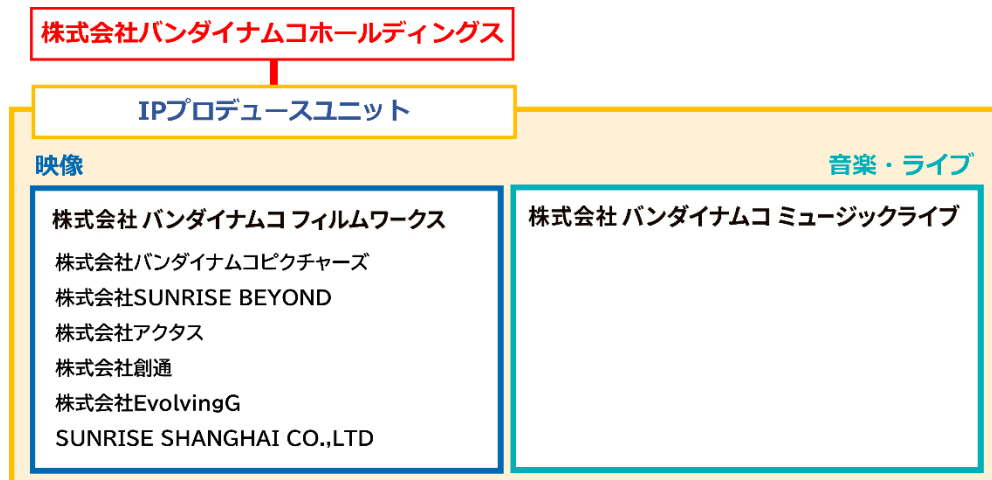 株式会社バンダイナムコホールディングス
IPプロデュースユニット
映像
音楽・ライブ
株式会社 バンダイナムコ フィルムワークス
株式会社バンダイナムコピクチャーズ
株式会社SUNRISE BEYOND
株式会社アクタス
株式会社創通
株式会社EvolvingG
SUNRISE SHANGHAI CO.,LTD
株式会社 バンダイナムコ ミュージックライブ